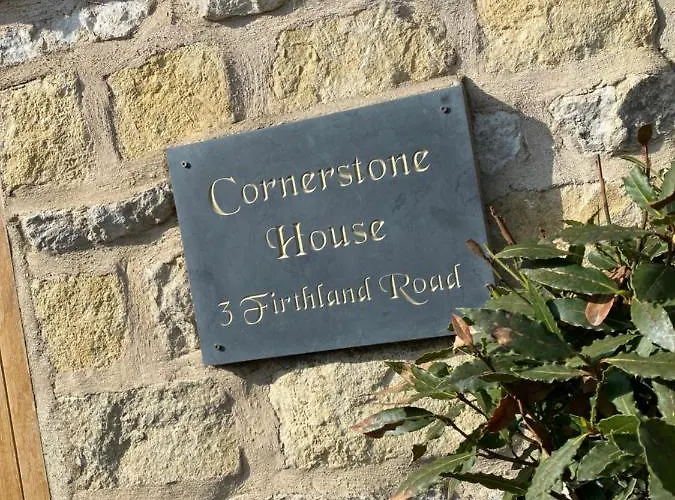 Cornerstone
House
3 Firthland Road